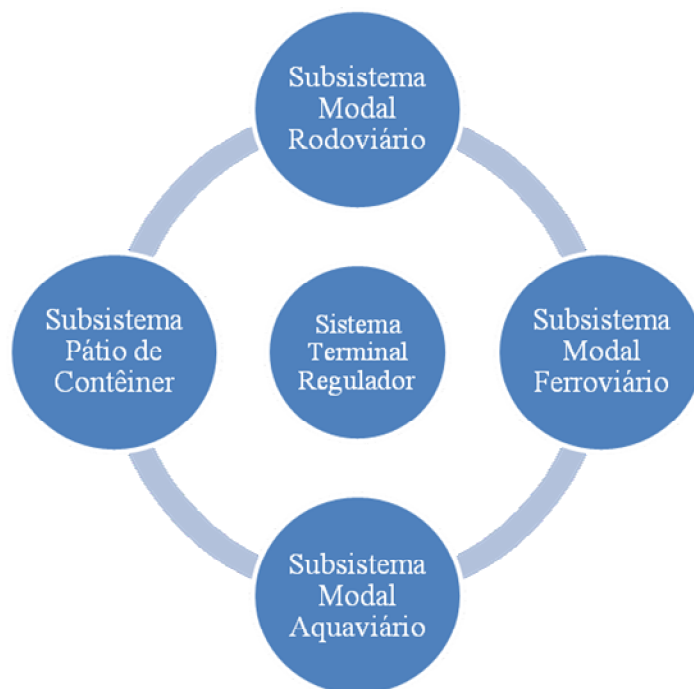 Subsistema
Modal
Rodoviário
Subsistema
Pátio de
Contêiner
Sistema
Terminal
Regulador
Subsistema
Modal
Ferroviário
Subsistema
Modal
Aquaviário